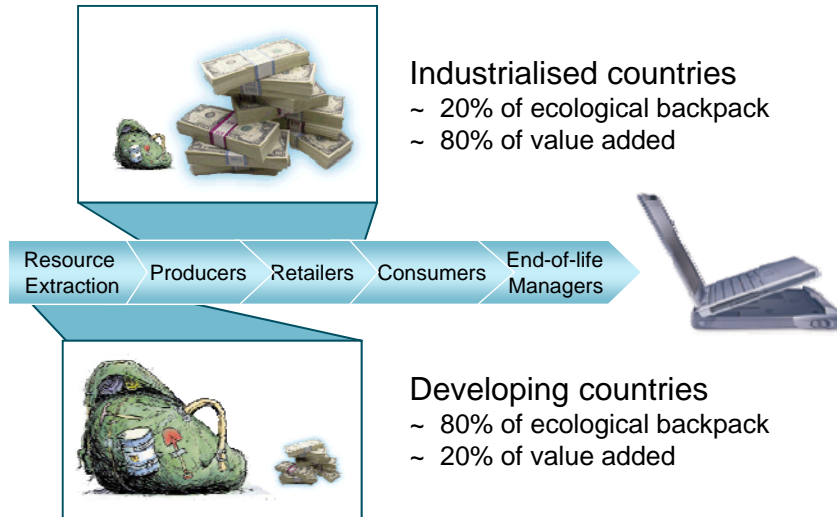 Industrialised countries
~ 20% of ecological backpack
~ 80% of value added
Resource
Extraction
Producers
Retailers
Consumers
End-of-life
Managers
Developing countries
~ 80% of ecological backpack
~ 20% of value added